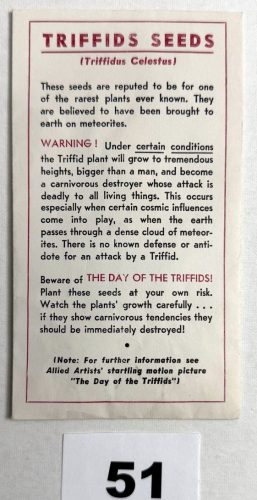 TRIFFIDS SEEDS
(Triffidus Celestus)
These seeds are reputed to be for one
of the rarest plants ever known. They
are believed to have been brought to
earth on meteorites.
WARNING! Under certain conditions
the Triffid plant will grow to tremendous
heights, bigger than a man, and become
a carnivorous destroyer whose attack is
deadly to all living things. This occurs
especially when certain cosmic influences
come into play, as when the earth
passes through a dense cloud of meteor-
ites. There is no known defense or anti-
dote for an attack by a Triffid.
Beware of THE DAY OF THE TRIFFIDS!
Plant these seeds at your own risk.
Watch the plants' growth carefully . . .
if they show carnivorous tendencies they
should be immediately destroyed!
•
(Note: For further information see
Allied Artists' startling motion picture
"The Day of the Triffids")
51